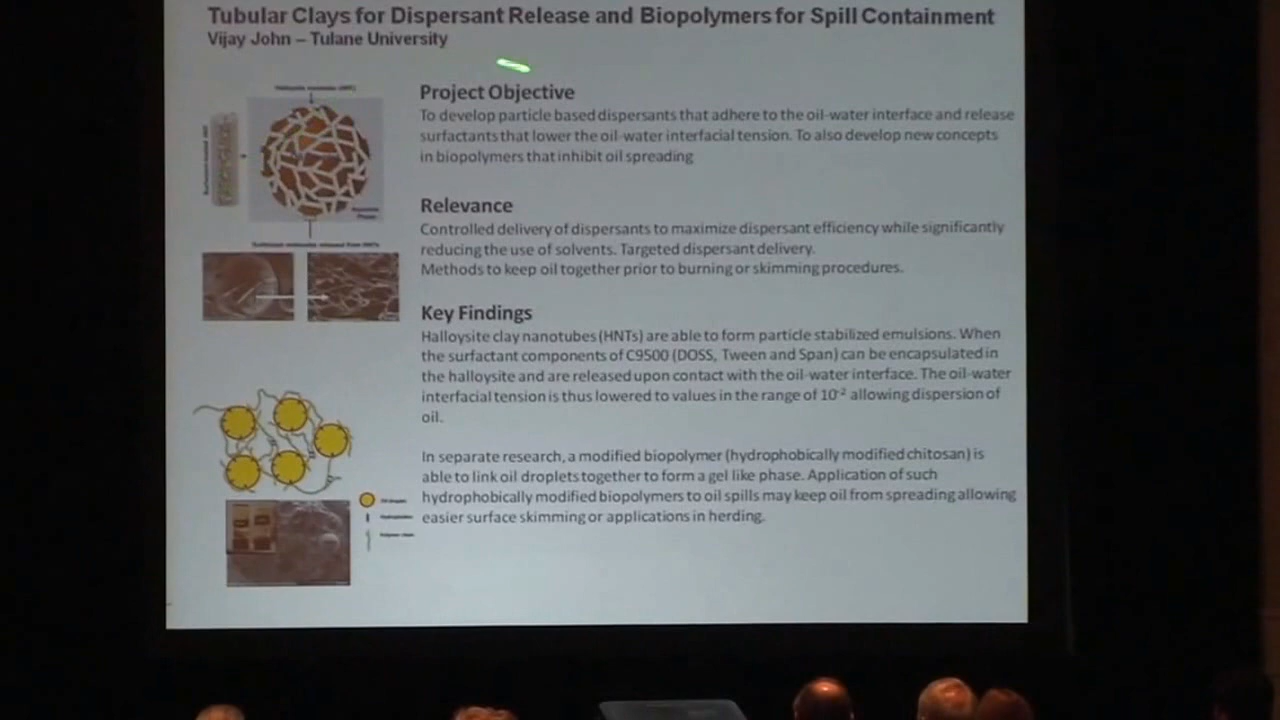 Tubular Clays for Dispersant Release and Biopolymers for Spill Containment
Vijay John – Tulane University
Project Objective
To develop particle based dispersants that adhere to the oil-water interface and release
surfactants that lower the oil-water interfacial tension. To also develop new concepts
in biopolymers that inhibit oil spreading
Relevance
Controlled delivery of dispersants to maximize dispersant efficiency while significantly
reducing the use of solvents. Targeted dispersant delivery.
Methods to keep oil together prior to burning or skimming procedures.
Key Findings
Halloysite clay nanotubes (HNTs) are able to form particle stabilized emulsions. When
the surfactant components of C9500 (DOSS, Tween and Span) can be encapsulated in
the halloysite and are released upon contact with the oil-water interface. The oil-water
interfacial tension is thus lowered to values in the range of 10⁻² allowing dispersion of
oil.
In separate research, a modified biopolymer (hydrophobically modified chitosan) is
able to link oil droplets together to form a gel like phase. Application of such
hydrophobically modified biopolymers to oil spills may keep oil from spreading allowing
easier surface skimming or applications in herding.